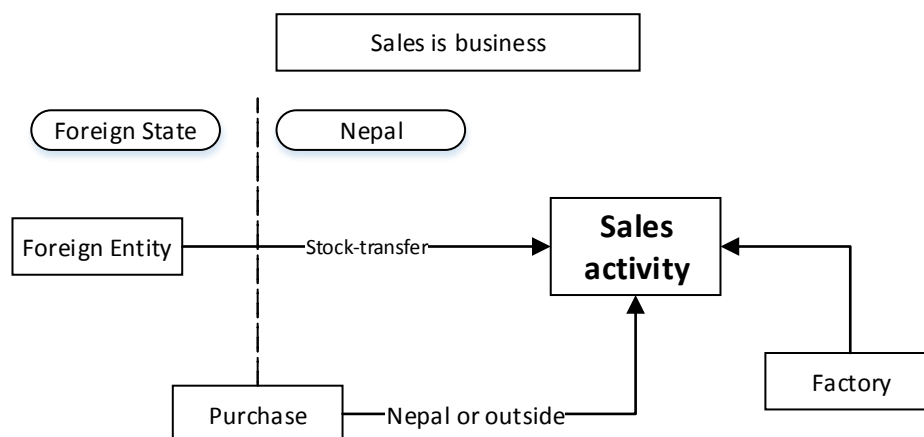 Sales is business
Foreign State
Nepal
Foreign Entity
Stock-transfer
Sales
activity
Factory
Purchase
Nepal or outside